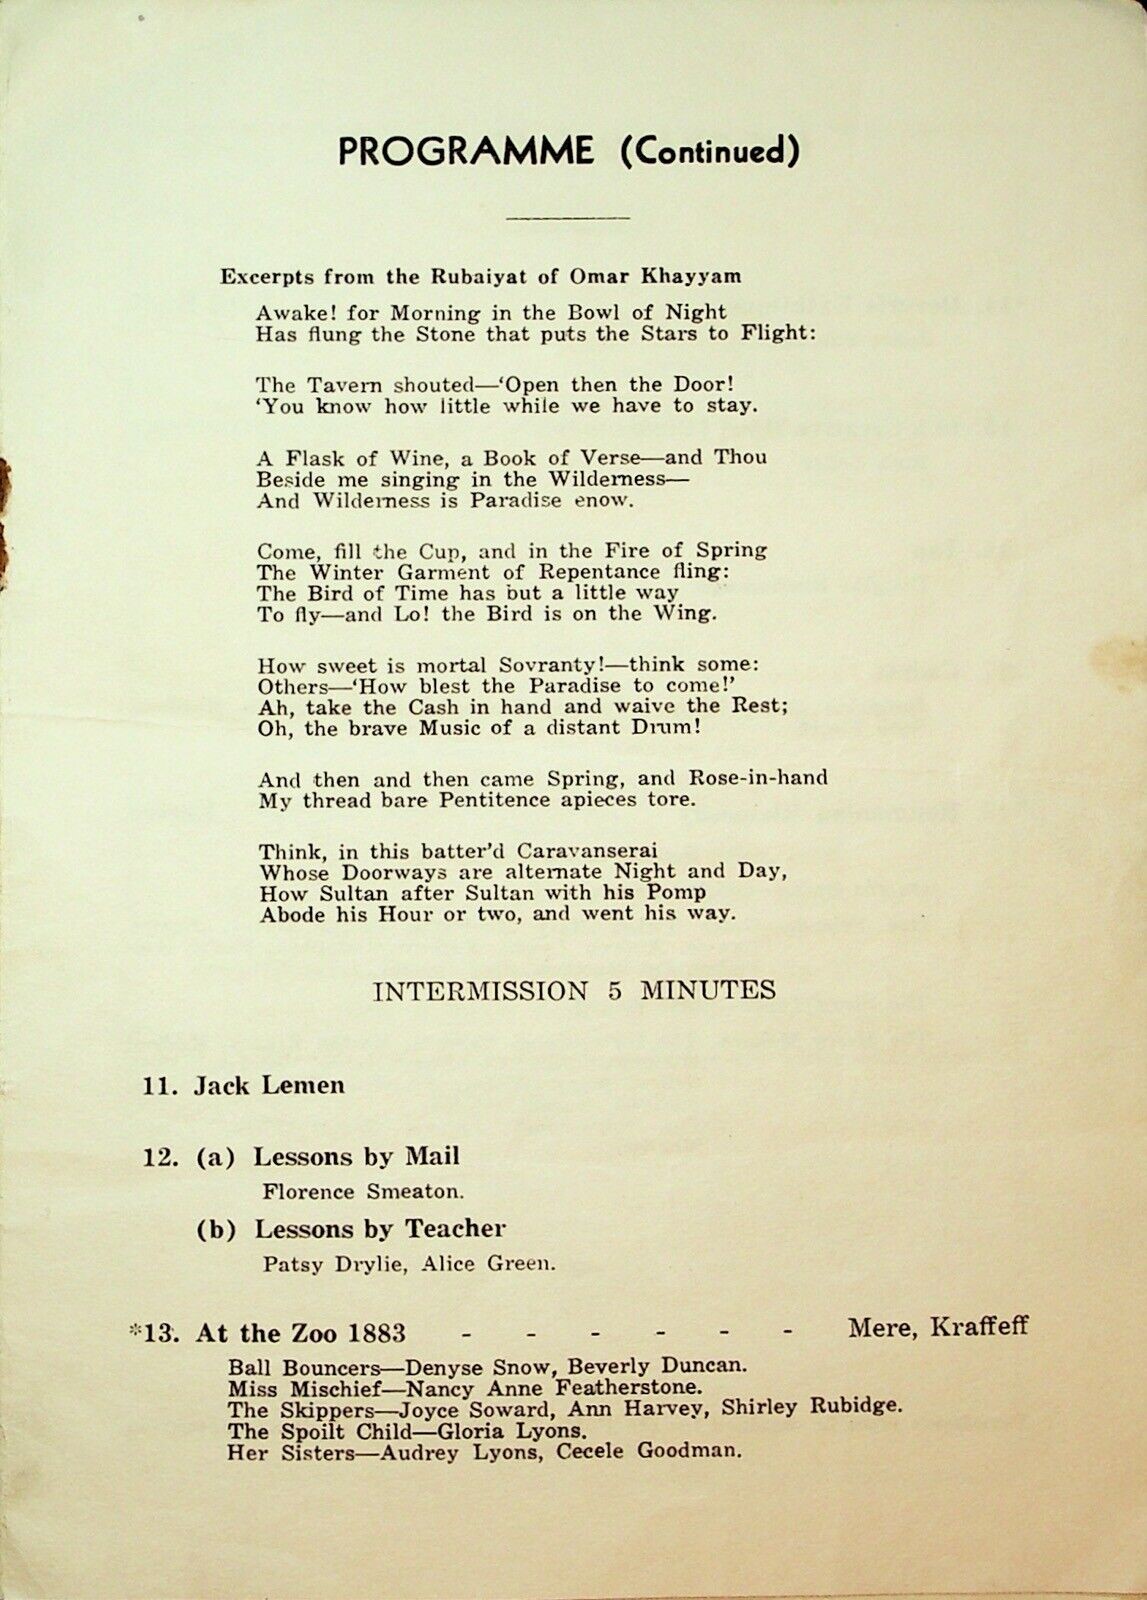 PROGRAMME (Continued)
Excerpts from the Rubaiyat of Omar Khayyam
Awake! for Morning in the Bowl of Night
Has flung the Stone that puts the Stars to Flight:
The Tavern shouted—‘Open then the Door!
‘You know how little while we have to stay.
A Flask of Wine, a Book of Verse—and Thou
Beside me singing in the Wilderness—
And Wilderness is Paradise enow.
Come, fill the Cup, and in the Fire of Spring
The Winter Garment of Repentance fling:
The Bird of Time has but a little way
To fly—and Lo! the Bird is on the Wing.
How sweet is mortal Sovranty!—think some:
Others—‘How blest the Paradise to come!’
Ah, take the Cash in hand and waive the Rest;
Oh, the brave Music of a distant Drum!
And then and then came Spring, and Rose-in-hand
My thread bare Pentitence apieces tore.
Think, in this batter’d Caravanserai
Whose Doorways are alternate Night and Day,
How Sultan after Sultan with his Pomp
Abode his Hour or two, and went his way.
INTERMISSION 5 MINUTES
11. Jack Lemen
12. (a) Lessons by Mail
Florence Smeaton.
(b) Lessons by Teacher
Patsy Drylie, Alice Green.
*13. At the Zoo 1883 - - - - - - Mere, Kraffeff
Ball Bouncers—Denyse Snow, Beverly Duncan.
Miss Mischief—Nancy Anne Featherstone.
The Skippers—Joyce Soward, Ann Harvey, Shirley Rubidge.
The Spoilt Child—Gloria Lyons.
Her Sisters—Audrey Lyons, Cecele Goodman.